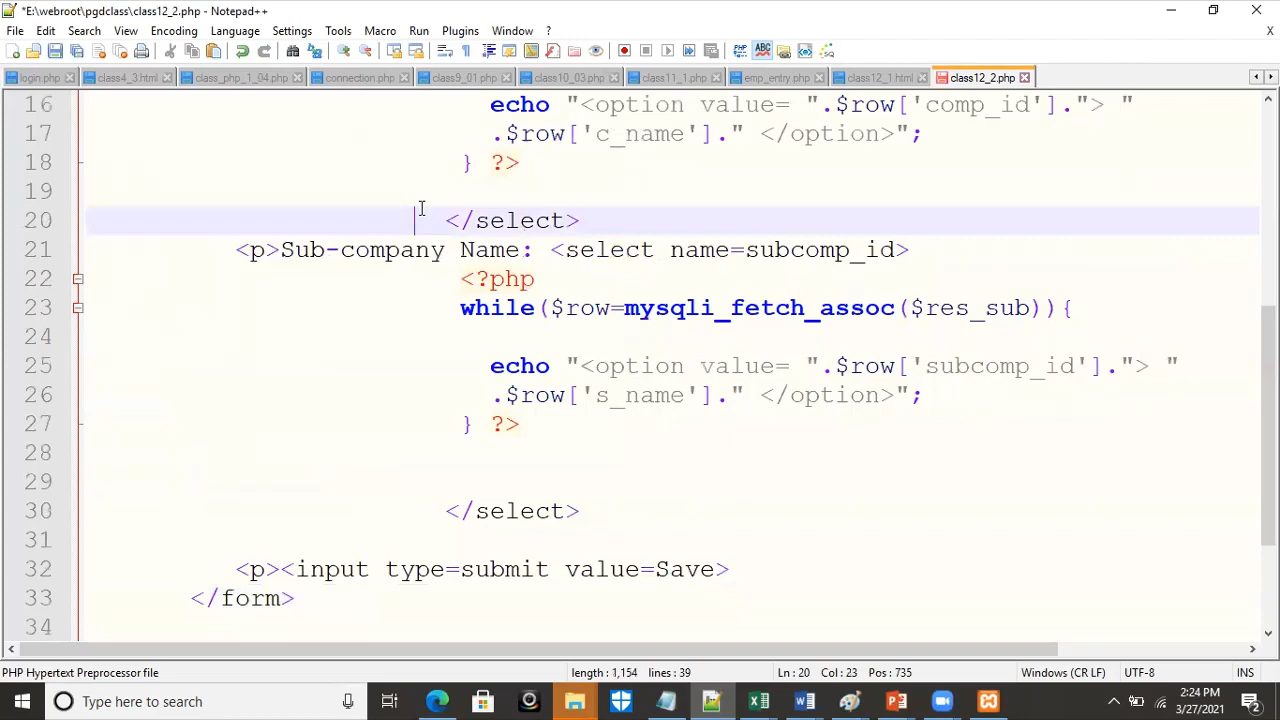 *E:\webroot\pgdclass\class12_2.php - Notepad++
File Edit Search View Encoding Language Settings Tools Macro Run Plugins Window ?
login.php class4_3.html class_prg_1_04.php connection.php class9_01.php class10_03.php class11_1.php emp_entry.php class12_1.html class12_2.php
16 echo "<option value= ".$row['comp_id']."> "
17 .$row['c_name']." </option>";
18 } ?>
19
20 </select>
21 <p>Sub-company Name: <select name=subcomp_id>
22 <?php
23 while($row=mysqli_fetch_assoc($res_sub)){
24
25 echo "<option value= ".$row['subcomp_id']."> "
26 .$row['s_name']." </option>";
27 } ?>
28
29
30 </select>
31
32 <p><input type=submit value=Save>
33 </form>
34
PHP Hypertext Preprocessor file length : 1,154 lines : 39 Ln : 20 Col : 23 Pos : 735 Windows (CR LF) UTF-8 INS
Type here to search
2:24 PM
3/27/2021
2